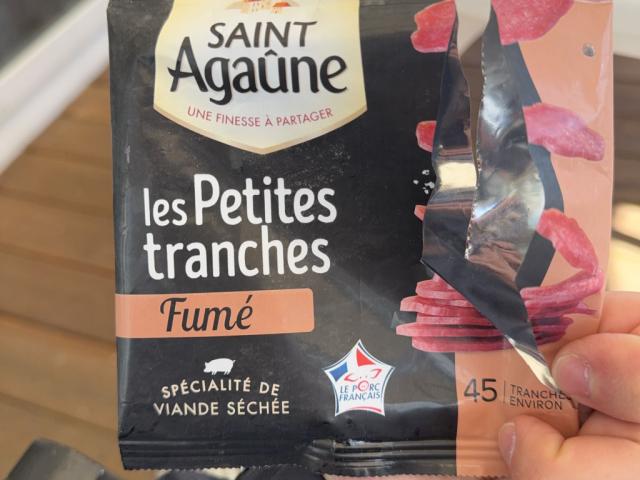 SAINT
Agaûne
UNE FINESSE À PARTAGER
les Petites
tranches
Fumé
SPÉCIALITÉ DE
VIANDE SÉCHÉE
LE PORC
FRANÇAIS
45 TRANCHES
ENVIRON